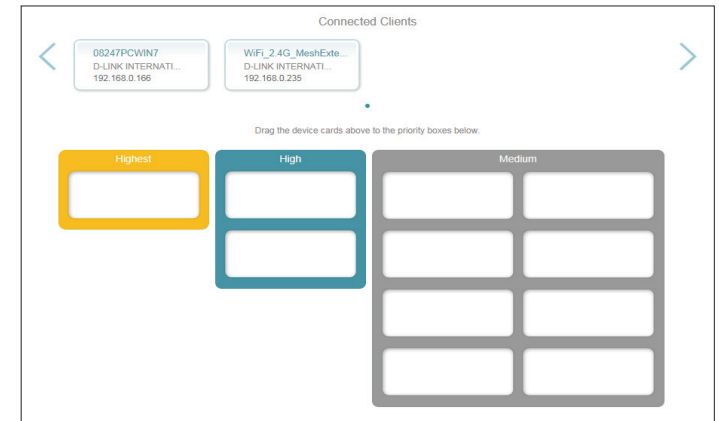 Connected Clients
08247PCWIN7
D-LINK INTERNATI...
192.168.0.166
WiFi_2.4G_MeshExte...
D-LINK INTERNATI...
192.168.0.235
Drag the device cards above to the priority boxes below.
Highest
High
Medium